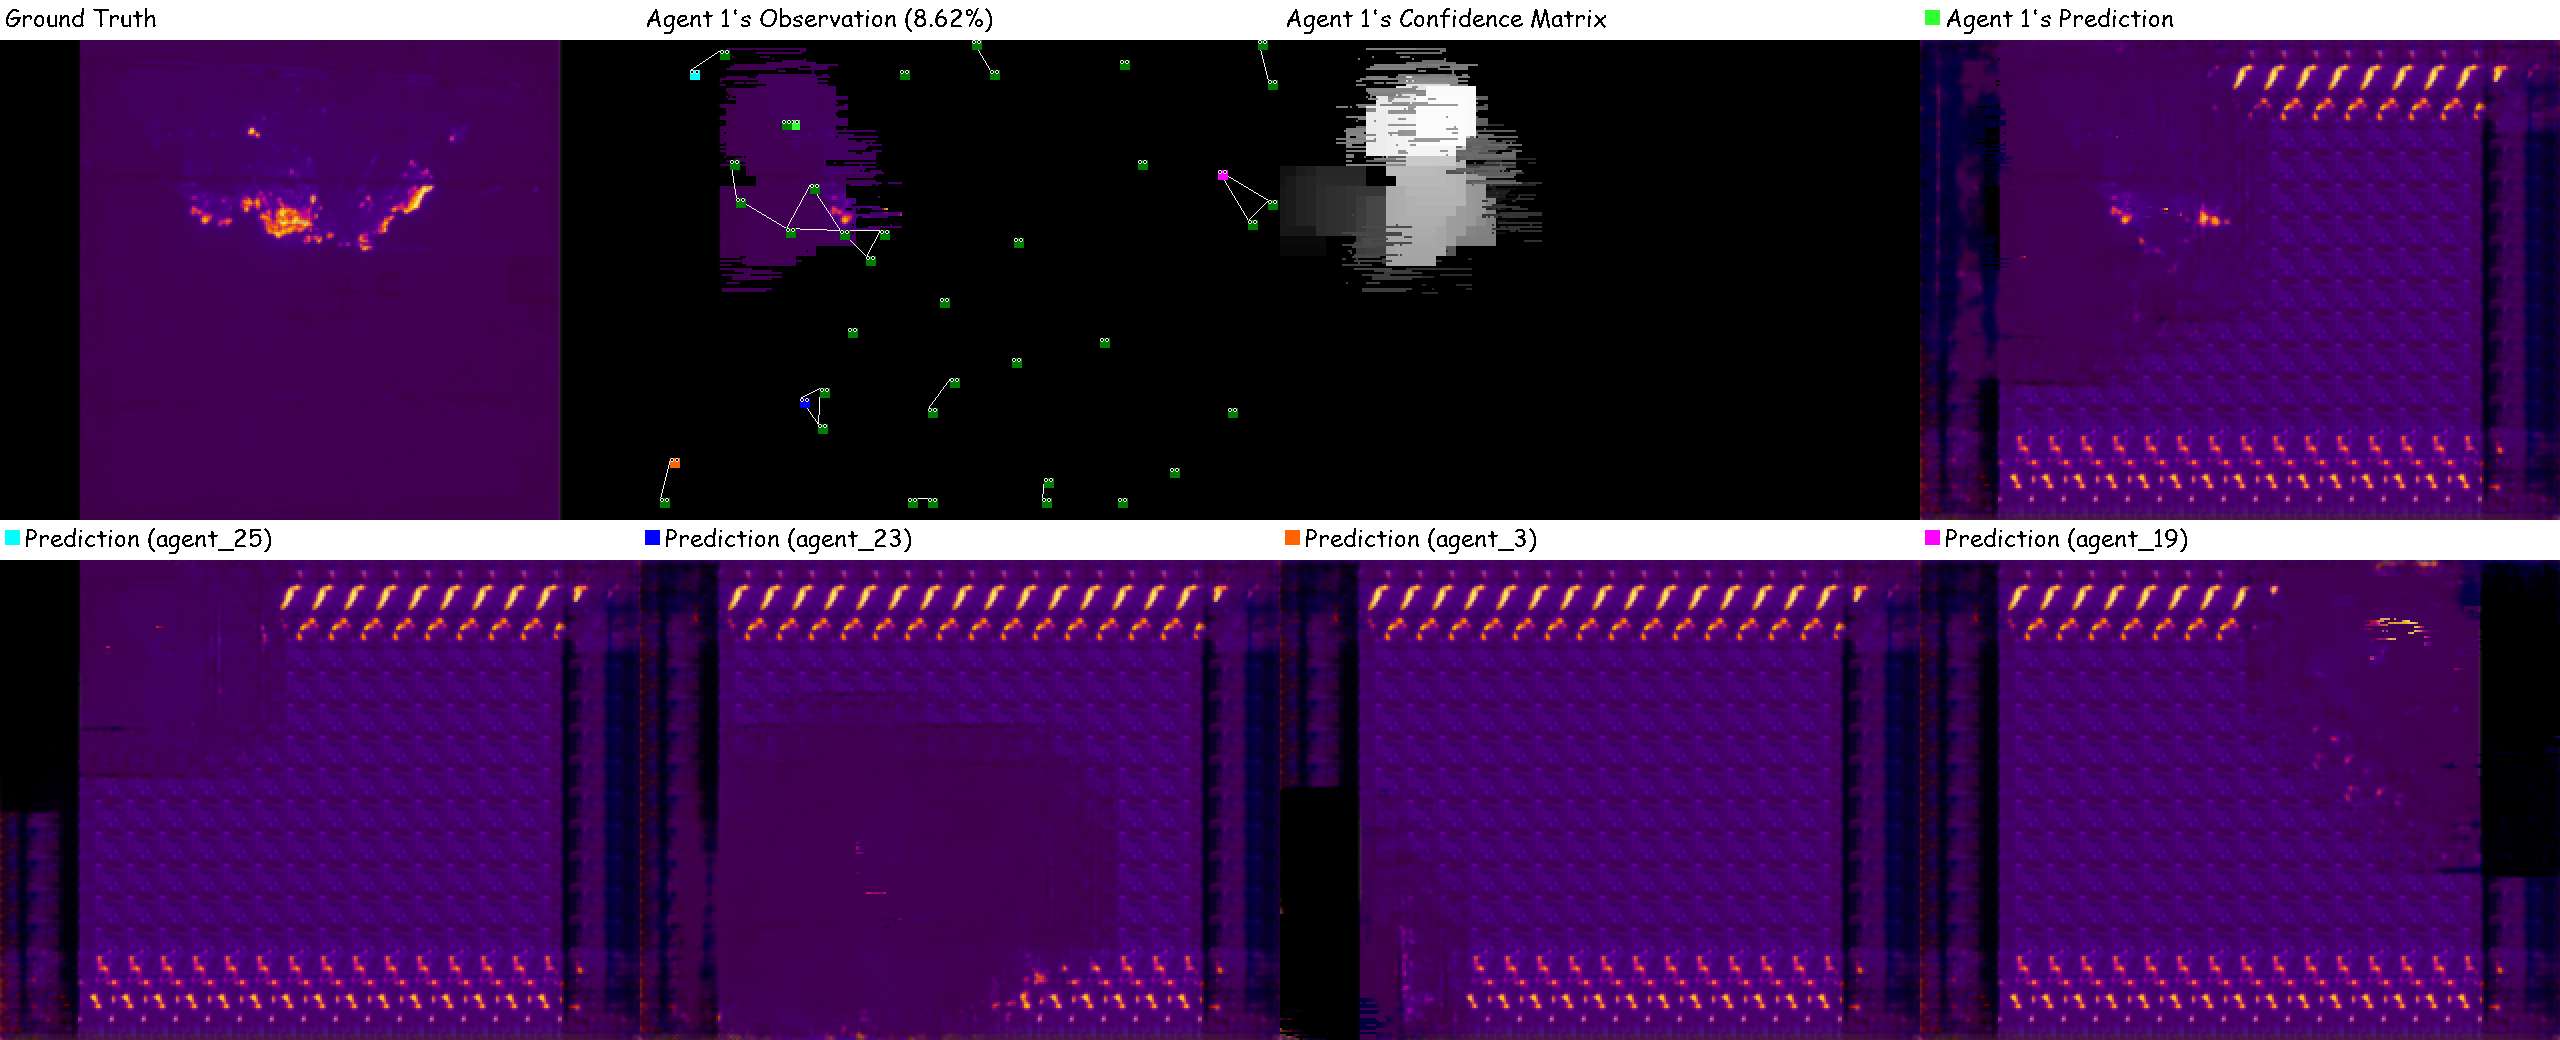 Ground Truth
Agent 1's Observation (8.62%)
Agent 1's Confidence Matrix
Agent 1's Prediction
Prediction (agent_25)
Prediction (agent_23)
Prediction (agent_3)
Prediction (agent_19)